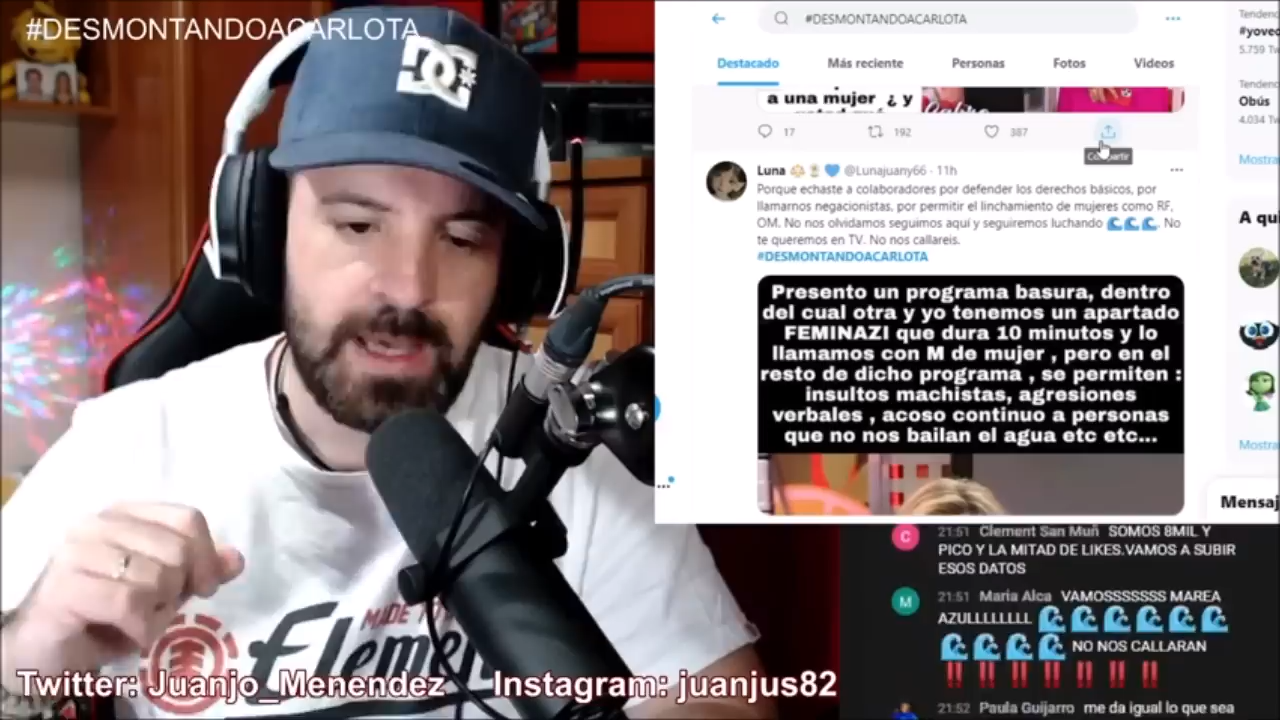 #DESMONTANDOACARLOTA
DC
MADE
Element
Twitter: Juanjo_Menendez
Instagram: juanjus82
#DESMONTANDOACARLOTA
Destacado
Más reciente
Personas
Fotos
Videos
a una mujer ¿ y
17
192
387
Luna @Lunajuany66 · 11h
Porque echaste a colaboradores por defender los derechos básicos, por
llamarnos negacionistas, por permitir el linchamiento de mujeres como RF,
OM. No nos olvidamos seguimos aquí y seguiremos luchando 🌊🌊🌊. No
te queremos en TV. No nos callareis.
#DESMONTANDOACARLOTA
Presento un programa basura, dentro
del cual otra y yo tenemos un apartado
FEMINAZI que dura 10 minutos y lo
llamamos con M de mujer , pero en el
resto de dicho programa , se permiten :
insultos machistas, agresiones
verbales , acoso continuo a personas
que no nos bailan el agua etc etc...
Tendenc
#yoved
5.759 Tw
Tendenc
Obús
4.034 Tw
Mostra
A qu
Mostra
Mensaj
C
21:51 Clement San Muñ SOMOS 8MIL Y
PICO Y LA MITAD DE LIKES.VAMOS A SUBIR
ESOS DATOS
M
21:51 Maria Alca VAMOSSSSSSS MAREA
AZULLLLLLLL 🌊🌊🌊🌊🌊🌊
🌊🌊🌊🌊 NO NOS CALLARAN
‼‼‼‼‼‼
21:52 Paula Guijarro me da igual lo que sea